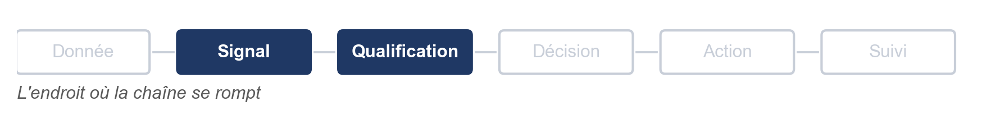 Donnée Signal Qualification Décision Action Suivi
L'endroit où la chaîne se rompt